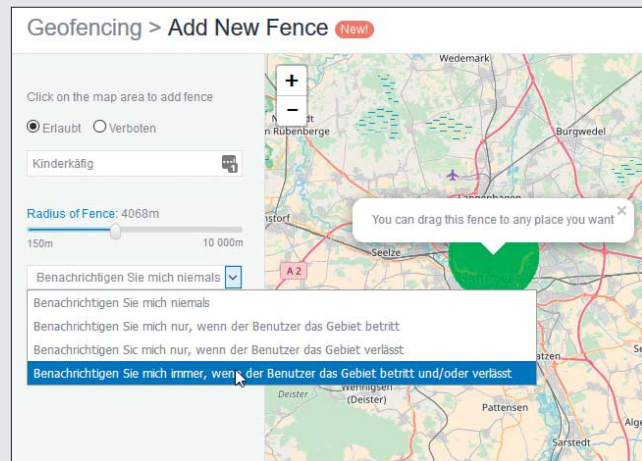 Geofencing > Add New Fence New!
Click on the map area to add fence
Erlaubt Verboten
Kinderkäfig
1
Radius of Fence: 4068m
150m 10 000m
Benachrichtigen Sie mich niemals
Benachrichtigen Sie mich niemals
Benachrichtigen Sie mich nur, wenn der Benutzer das Gebiet betritt
Benachrichtigen Sic mich nur, wenn der Benutzer das Gebiet verlässt
Benachrichtigen Sie mich immer, wenn der Benutzer das Gebiet betritt und/oder verlässt
+
−
Wedemark
n Rübenberge
Burgwedel
You can drag this fence to any place you want ×
Seelze
A 2
Deister
(Deister)
Pattensen
Sarstedt